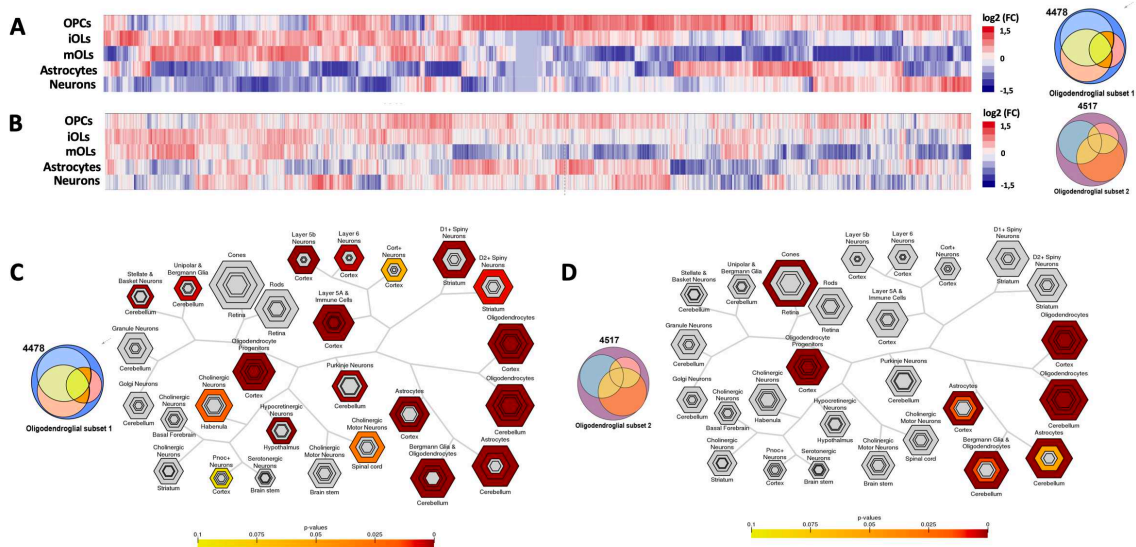 A
OPCs
iOLs
mOLs
Astrocytes
Neurons
log2 (FC)
1,5
0
-1,5
4478
Oligodendroglial subset 1
B
OPCs
iOLs
mOLs
Astrocytes
Neurons
log2 (FC)
1,5
0
-1,5
4517
Oligodendroglial subset 2
C
4478
Oligodendroglial subset 1
Stellate &
Basket Neurons
Cerebellum
Unipolar &
Bergmann Glia
Cerebellum
Cones
Retina
Rods
Retina
Layer 5b
Neurons
Cortex
Layer 6
Neurons
Cortex
Cort+
Neurons
Cortex
D1+ Spiny
Neurons
Striatum
D2+ Spiny
Neurons
Striatum
Granule Neurons
Cerebellum
Layer 5A &
Immune Cells
Cortex
Oligodendrocyte
Progenitors
Cortex
Oligodendrocytes
Cortex
Golgi Neurons
Cerebellum
Cholinergic
Neurons
Habenula
Purkinje Neurons
Cerebellum
Oligodendrocytes
Cerebellum
Cholinergic
Neurons
Basal Forebrain
Hypocretinergic
Neurons
Hypothalmus
Astrocytes
Cortex
Cholinergic
Motor Neurons
Spinal cord
Cholinergic
Neurons
Striatum
Pnoc+
Neurons
Cortex
Serotonergic
Neurons
Brain stem
Cholinergic
Motor Neurons
Brain stem
Bergmann Glia &
Oligodendrocytes
Cerebellum
Astrocytes
Cerebellum
p-values
0.1
0.075
0.05
0.025
0
D
4517
Oligodendroglial subset 2
Stellate &
Basket Neurons
Cerebellum
Unipolar &
Bergmann Glia
Cerebellum
Cones
Retina
Rods
Retina
Layer 5b
Neurons
Cortex
Layer 6
Neurons
Cortex
Cort+
Neurons
Cortex
D1+ Spiny
Neurons
Striatum
D2+ Spiny
Neurons
Striatum
Granule Neurons
Cerebellum
Layer 5A &
Immune Cells
Cortex
Oligodendrocyte
Progenitors
Cortex
Oligodendrocytes
Cortex
Golgi Neurons
Cerebellum
Cholinergic
Neurons
Habenula
Purkinje Neurons
Cerebellum
Oligodendrocytes
Cerebellum
Cholinergic
Neurons
Basal Forebrain
Hypocretinergic
Neurons
Hypothalmus
Astrocytes
Cortex
Cholinergic
Motor Neurons
Spinal cord
Cholinergic
Neurons
Striatum
Pnoc+
Neurons
Cortex
Serotonergic
Neurons
Brain stem
Cholinergic
Motor Neurons
Brain stem
Bergmann Glia &
Oligodendrocytes
Cerebellum
Astrocytes
Cerebellum
p-values
0.1
0.075
0.05
0.025
0